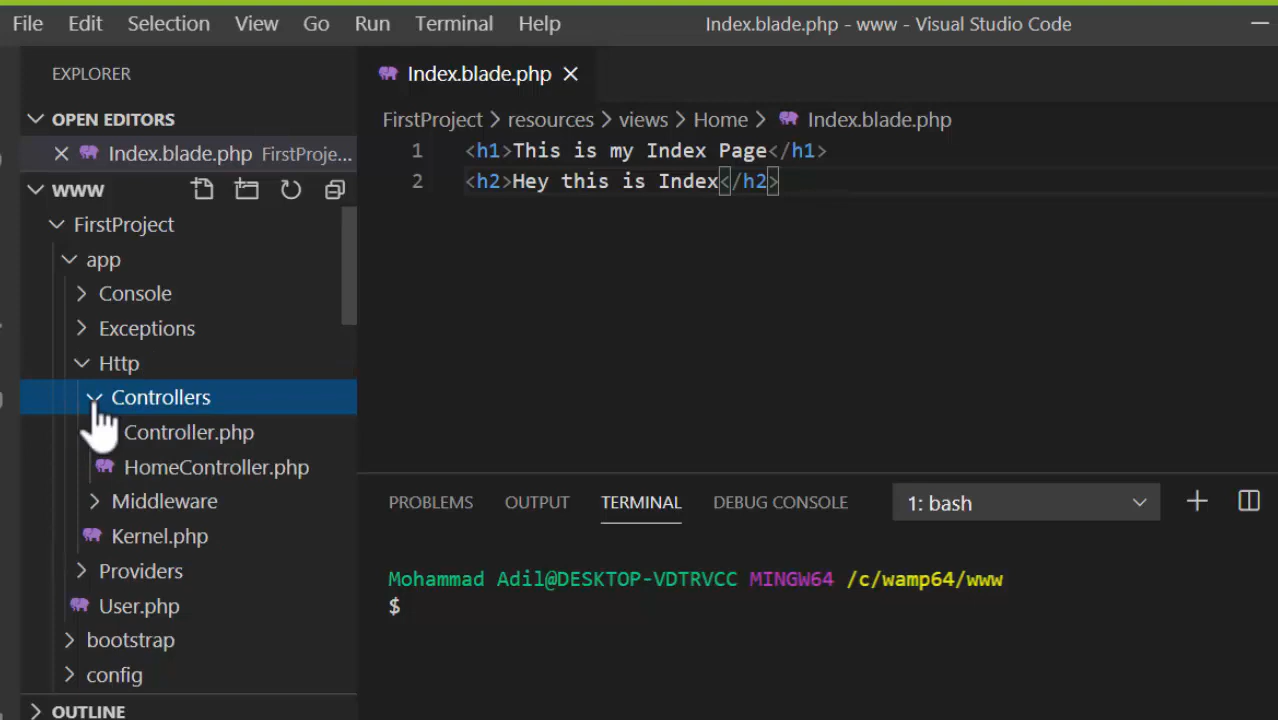 File Edit Selection View Go Run Terminal Help Index.blade.php - www - Visual Studio Code
EXPLORER
OPEN EDITORS
Index.blade.php FirstProje...
WWW
FirstProject
app
Console
Exceptions
Http
Controllers
Controller.php
HomeController.php
Middleware
Kernel.php
Providers
User.php
bootstrap
config
OUTLINE
Index.blade.php
FirstProject > resources > views > Home > Index.blade.php
1 <h1>This is my Index Page</h1>
2 <h2>Hey this is Index</h2>
PROBLEMS OUTPUT TERMINAL DEBUG CONSOLE 1: bash
Mohammad Adil@DESKTOP-VDTRVCC MINGW64 /c/wamp64/www
$